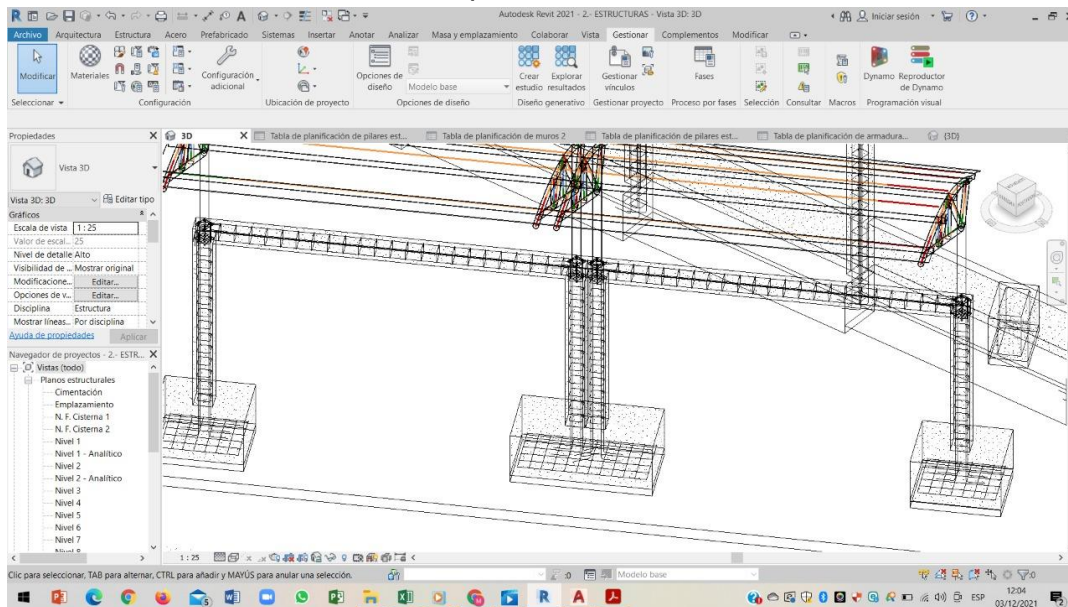 Autodesk Revit 2021 - 2.- ESTRUCTURAS - Vista 3D: 3D
Iniciar sesión
Archivo Arquitectura Estructura Acero Prefabricado Sistemas Insertar Anotar Analizar Masa y emplazamiento Colaborar Vista Gestionar Complementos Modificar
Modificar
Materiales
Configuración adicional
Opciones de diseño
Modelo base
Crear estudio
Explorar resultados
Gestionar vínculos
Fases
Dynamo
Reproductor de Dynamo
Seleccionar
Configuración
Ubicación de proyecto
Opciones de diseño
Diseño generativo
Gestionar proyecto
Proceso por fases
Selección
Consultar
Macros
Programación visual
Propiedades
3D
Tabla de planificación de pilares est...
Tabla de planificación de muros 2
Tabla de planificación de pilares est...
Tabla de planificación de armadura...
(3D)
Vista 3D
Vista 3D: 3D
Editar tipo
Gráficos
Escala de vista 1 : 25
Valor de escal... 25
Nivel de detalle Alto
Visibilidad de ... Mostrar original
Modificacione... Editar...
Opciones de v... Editar...
Disciplina Estructura
Mostrar líneas... Por disciplina
Ayuda de propiedades Aplicar
Navegador de proyectos - 2.- ESTR...
Vistas (todo)
Planos estructurales
Cimentación
Emplazamiento
N. F. Cisterna 1
N. F. Cisterna 2
Nivel 1
Nivel 1 - Analítico
Nivel 2
Nivel 2 - Analítico
Nivel 3
Nivel 4
Nivel 5
Nivel 6
Nivel 7
Nivel 8
1 : 25
Clic para seleccionar, TAB para alternar, CTRL para añadir y MAYÚS para anular una selección.
:0
Modelo base
:0
ESP
12:04
03/12/2021